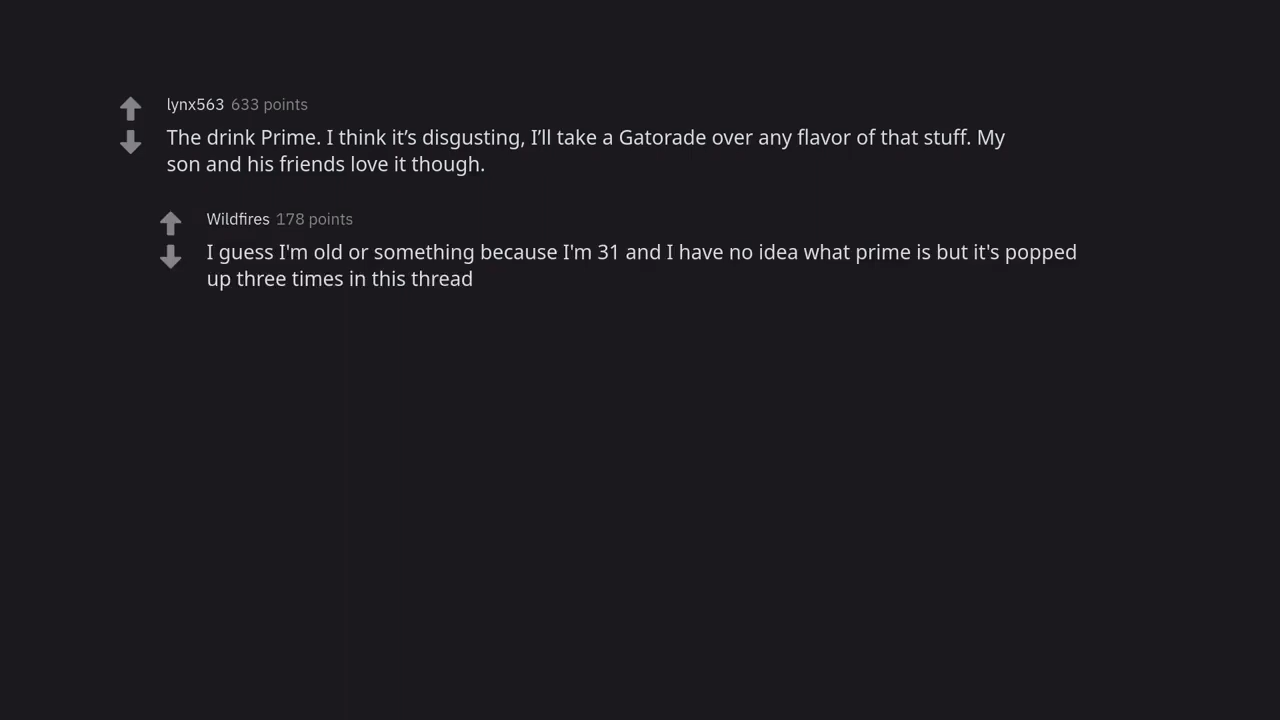 lynx563 633 points
The drink Prime. I think it’s disgusting, I’ll take a Gatorade over any flavor of that stuff. My
son and his friends love it though.
Wildfires 178 points
I guess I'm old or something because I'm 31 and I have no idea what prime is but it's popped
up three times in this thread